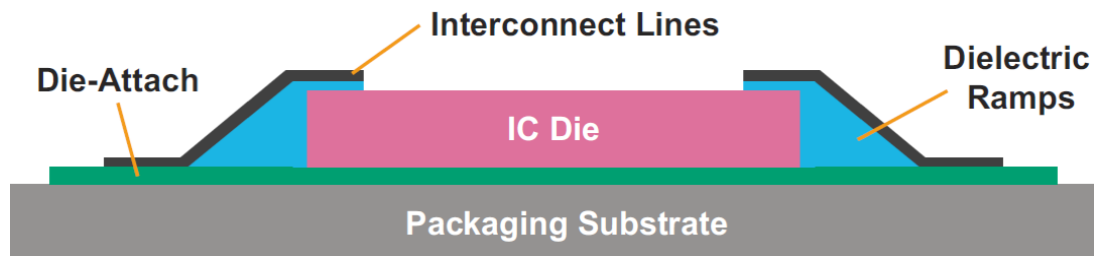 Interconnect Lines
Die-Attach
Dielectric
Ramps
IC Die
Packaging Substrate